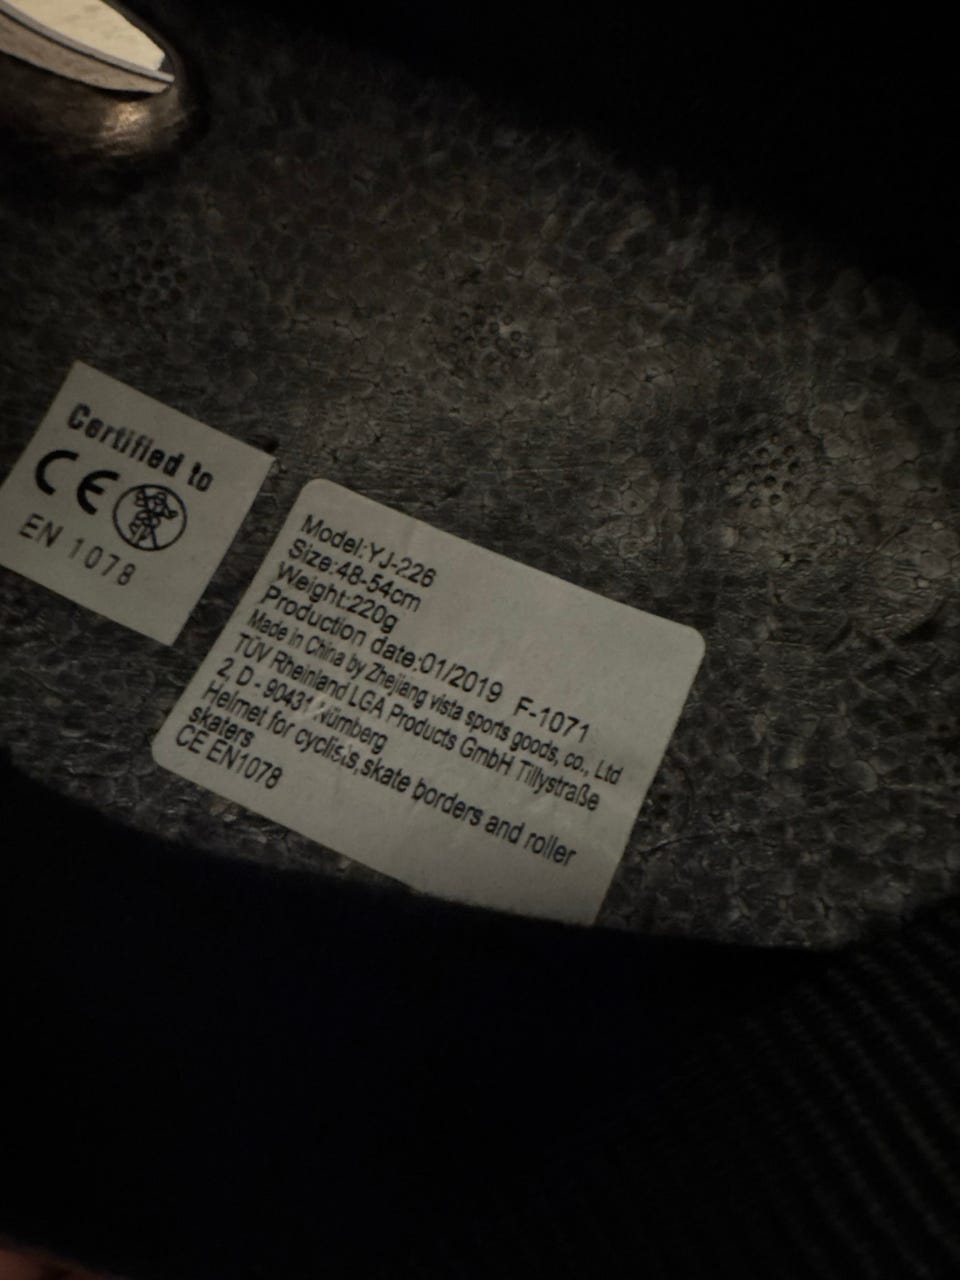 Certified to
CE
EN 1078
Model:YJ-226
Size:48-54cm
Weight:220g
Production date:01/2019 F-1071
Made in China by Zhejiang vista sports goods, co., Ltd
TÜV Rheinland LGA Products GmbH Tillystraße
2, D - 90431 Nürnberg
Helmet for cyclists,skate borders and roller
skaters
CE EN1078